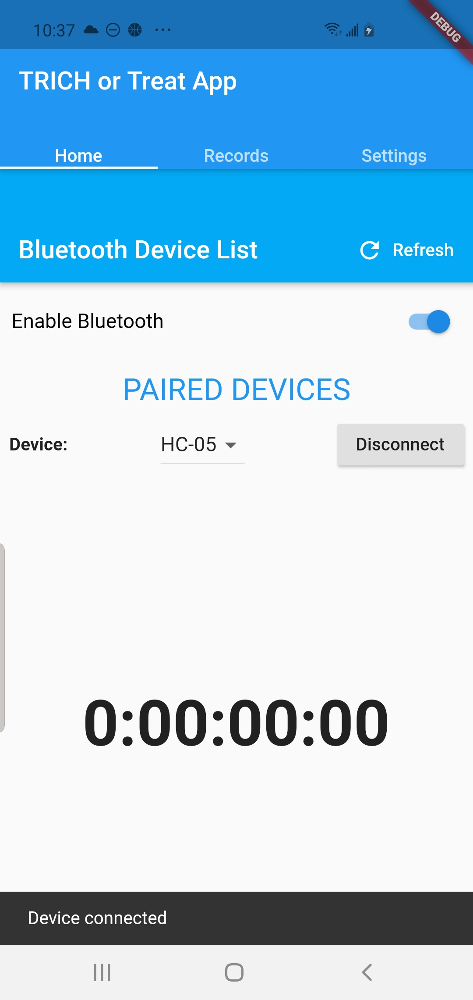 10:37
DEBUG
TRICH or Treat App
Home Records Settings
Bluetooth Device List Refresh
Enable Bluetooth
PAIRED DEVICES
Device: HC-05 Disconnect
0:00:00:00
Device connected